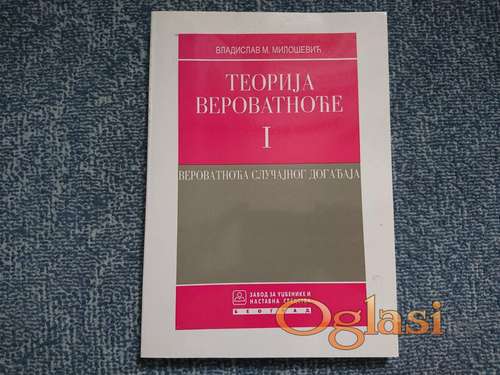 ВЛАДИСЛАВ М. МИЛОШЕВИЋ
ТЕОРИЈА
ВЕРОВАТНОЋЕ
I
ВЕРОВАТНОЋА СЛУЧАЈНОГ ДОГАЂАЈА
ЗАВОД ЗА УЏБЕНИКЕ И
НАСТАВНА СРЕДСТВА
БЕОГРАД
Oglasi